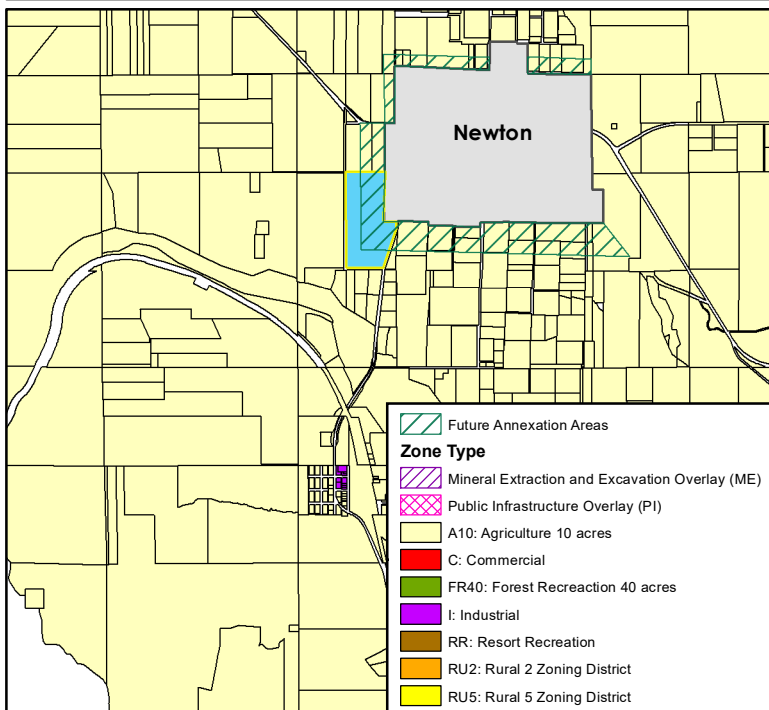 Newton
Future Annexation Areas
Zone Type
Mineral Extraction and Excavation Overlay (ME)
Public Infrastructure Overlay (PI)
A10: Agriculture 10 acres
C: Commercial
FR40: Forest Recreaction 40 acres
I: Industrial
RR: Resort Recreation
RU2: Rural 2 Zoning District
RU5: Rural 5 Zoning District